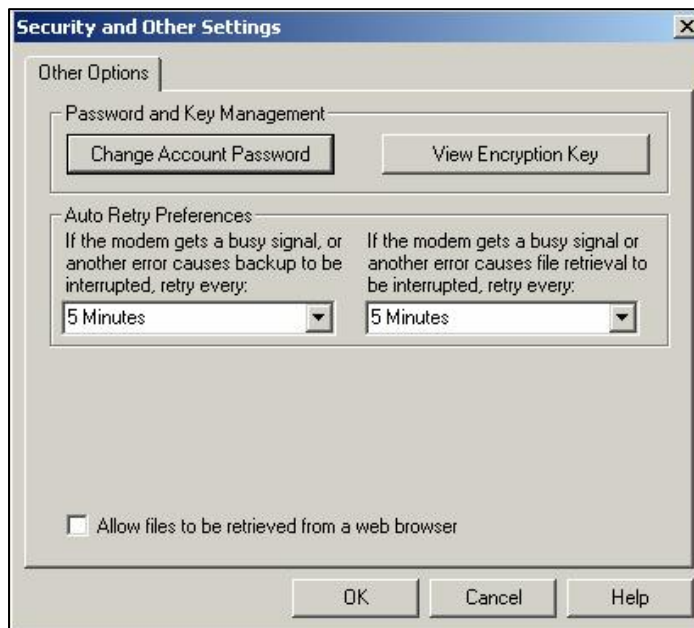 Security and Other Settings
Other Options
Password and Key Management
Change Account Password
View Encryption Key
Auto Retry Preferences
If the modem gets a busy signal, or
another error causes backup to be
interrupted, retry every:
5 Minutes
If the modem gets a busy signal or
another error causes file retrieval to
be interrupted, retry every:
5 Minutes
Allow files to be retrieved from a web browser
OK
Cancel
Help